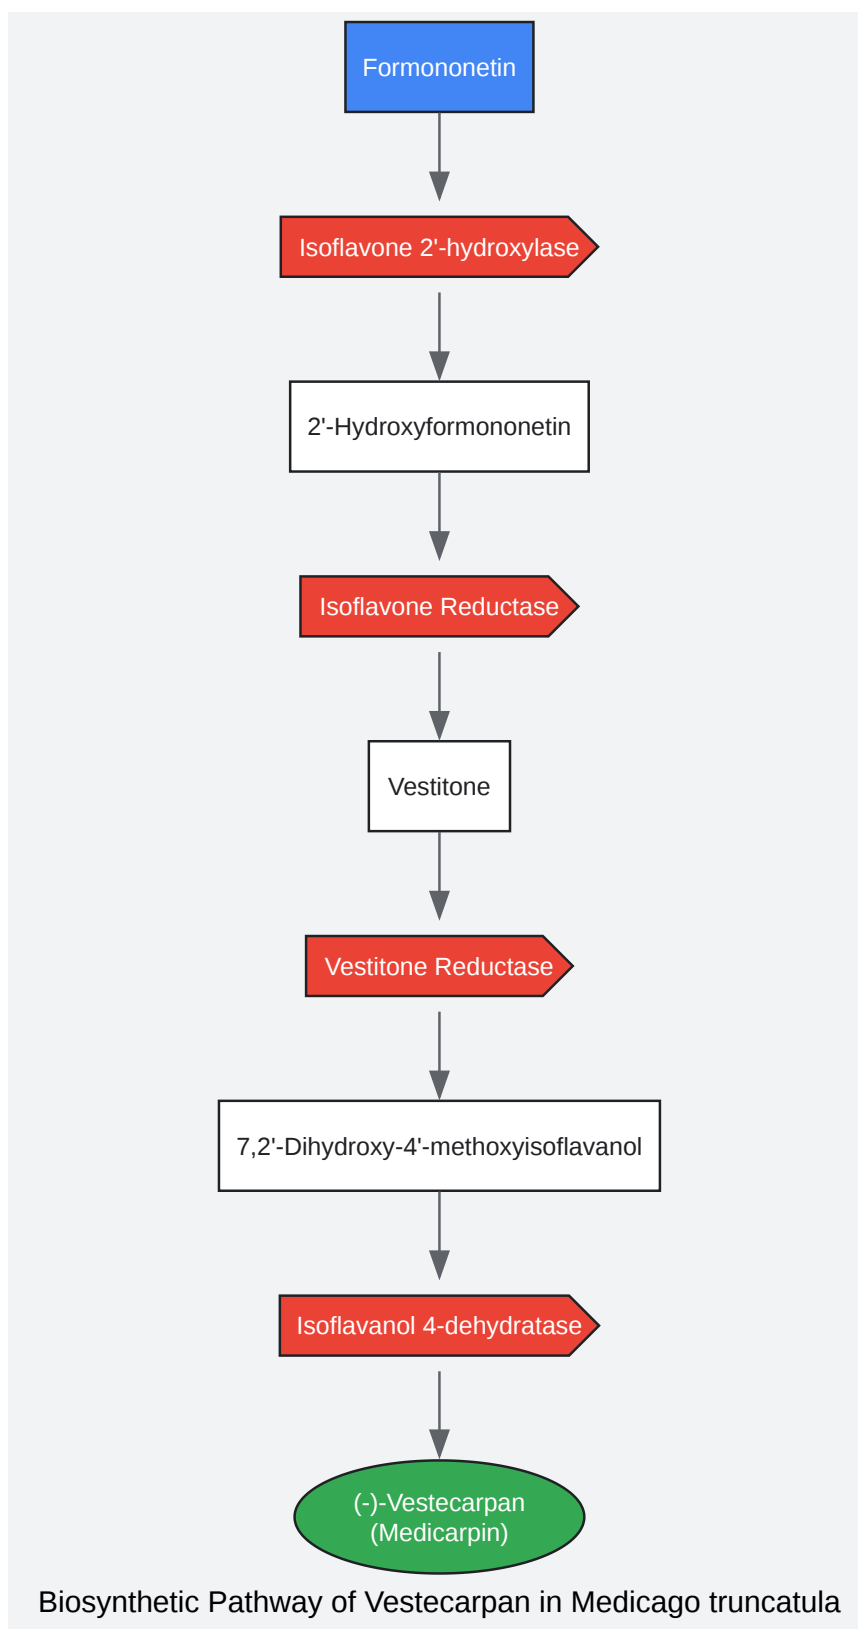 Formononetin
Isoflavone 2'-hydroxylase
2'-Hydroxyformononetin
Isoflavone Reductase
Vestitone
Vestitone Reductase
7,2'-Dihydroxy-4'-methoxyisoflavanol
Isoflavanol 4-dehydratase
(-)-Vestecarpan
(Medicarpin)
Biosynthetic Pathway of Vestecarpan in Medicago truncatula